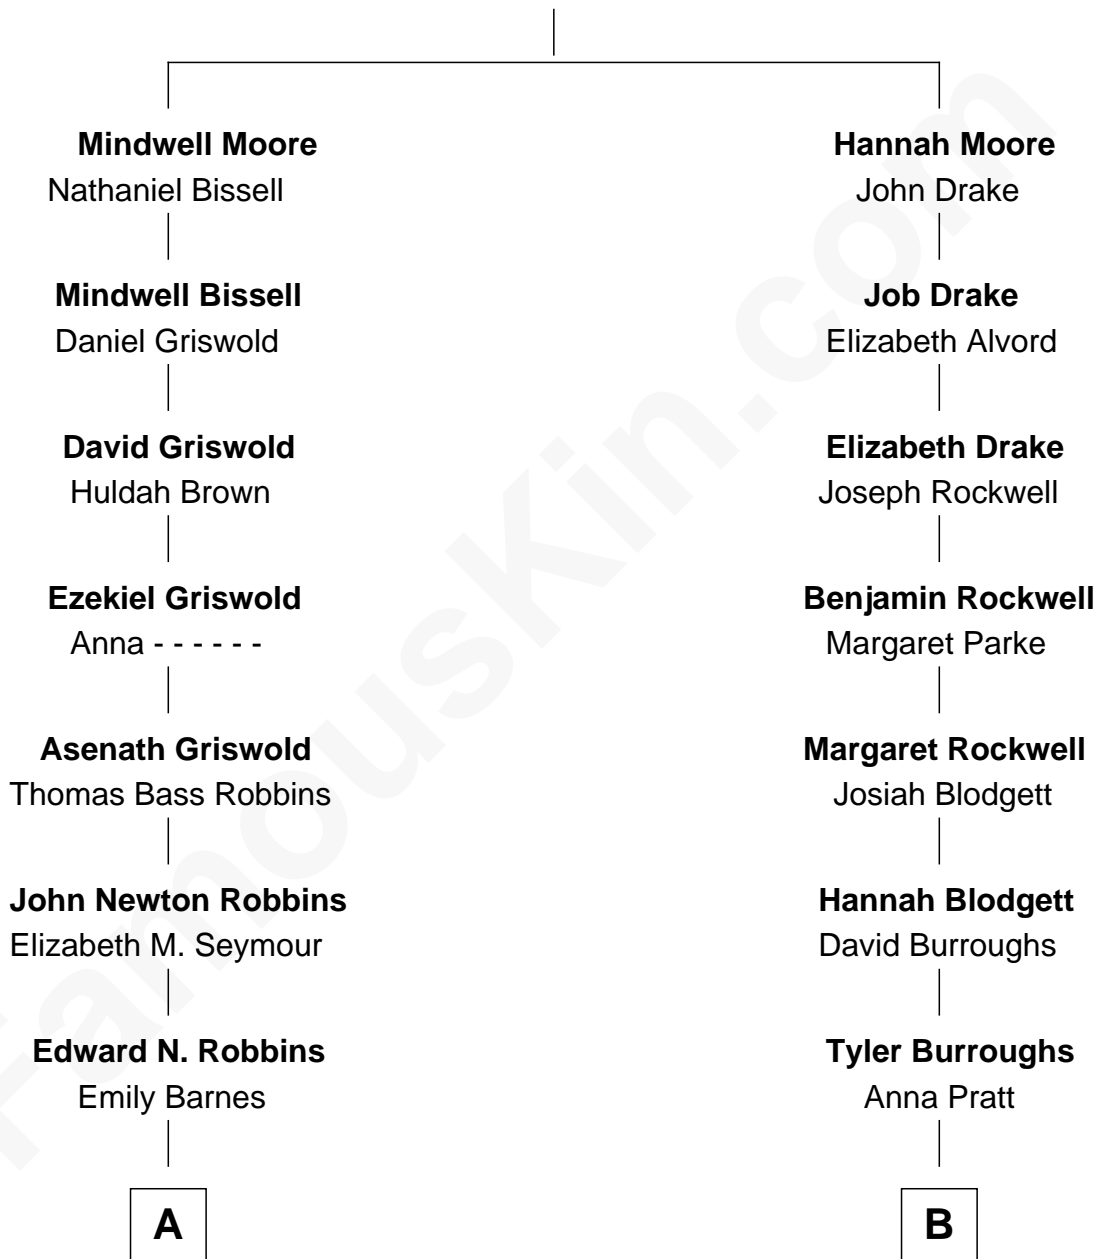 Mindwell Moore
Nathaniel Bissell
Mindwell Bissell
Daniel Griswold
David Griswold
Huldah Brown
Ezekiel Griswold
Anna - - - - - -
Asenath Griswold
Thomas Bass Robbins
John Newton Robbins
Elizabeth M. Seymour
Edward N. Robbins
Emily Barnes
A
Hannah Moore
John Drake
Job Drake
Elizabeth Alvord
Elizabeth Drake
Joseph Rockwell
Benjamin Rockwell
Margaret Parke
Margaret Rockwell
Josiah Blodgett
Hannah Blodgett
David Burroughs
Tyler Burroughs
Anna Pratt
B
FamousKin.com